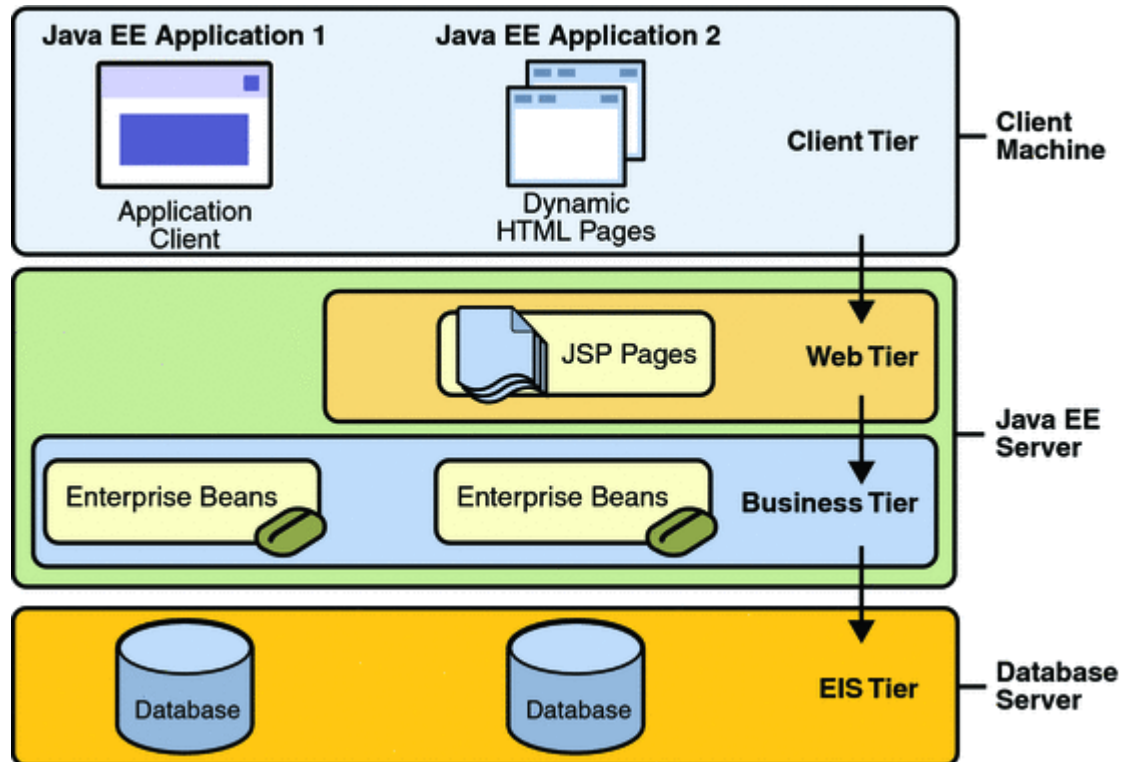 Java EE Application 1
Java EE Application 2
Application
Client
Dynamic
HTML Pages
Client Tier
Client
Machine
JSP Pages
Web Tier
Java EE
Server
Enterprise Beans
Enterprise Beans
Business Tier
Database
Database
EIS Tier
Database
Server